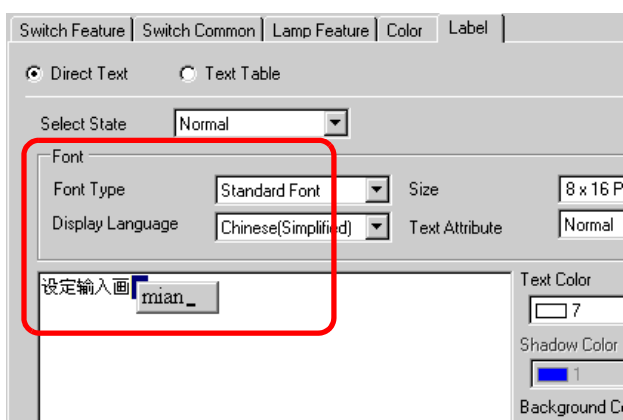 Switch Feature Switch Common Lamp Feature Color Label
Direct Text Text Table
Select State Normal
Font
Font Type Standard Font Size 8 x 16 P
Display Language Chinese(Simplified) Text Attribute Normal
设定输入画 mian_
Text Color
7
Shadow Color
1
Background Co